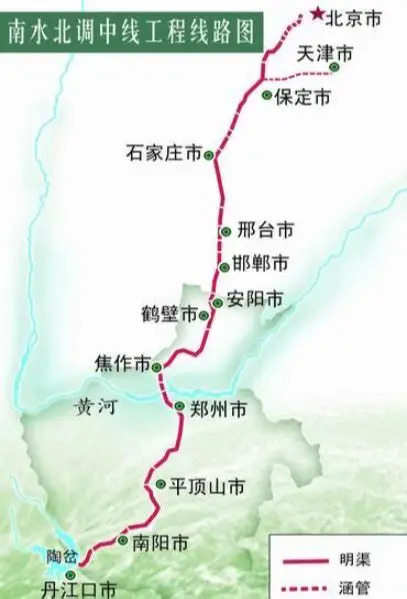 南水北调中线工程线路图
北京市
天津市
保定市
石家庄市
邢台市
邯郸市
安阳市
鹤壁市
焦作市
黄河
郑州市
平顶山市
南阳市
陶岔
丹江口市
明渠
涵管